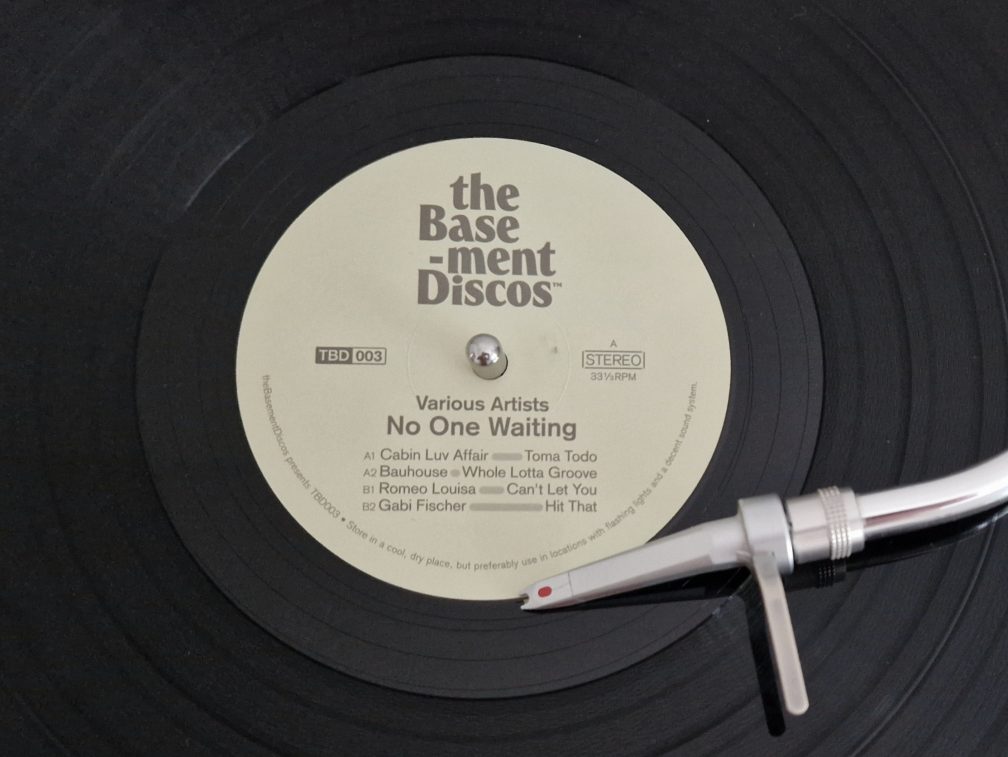 the
Base
-ment
Discos™
TBD 003
A
STEREO
33⅓RPM
Various Artists
No One Waiting
A1 Cabin Luv Affair Toma Todo
A2 Bauhouse Whole Lotta Groove
B1 Romeo Louisa Can't Let You
B2 Gabi Fischer Hit That
theBasementDiscos presents TBD003 • Store in a cool, dry place, but preferably use in locations with flashing lights and a decent sound system.